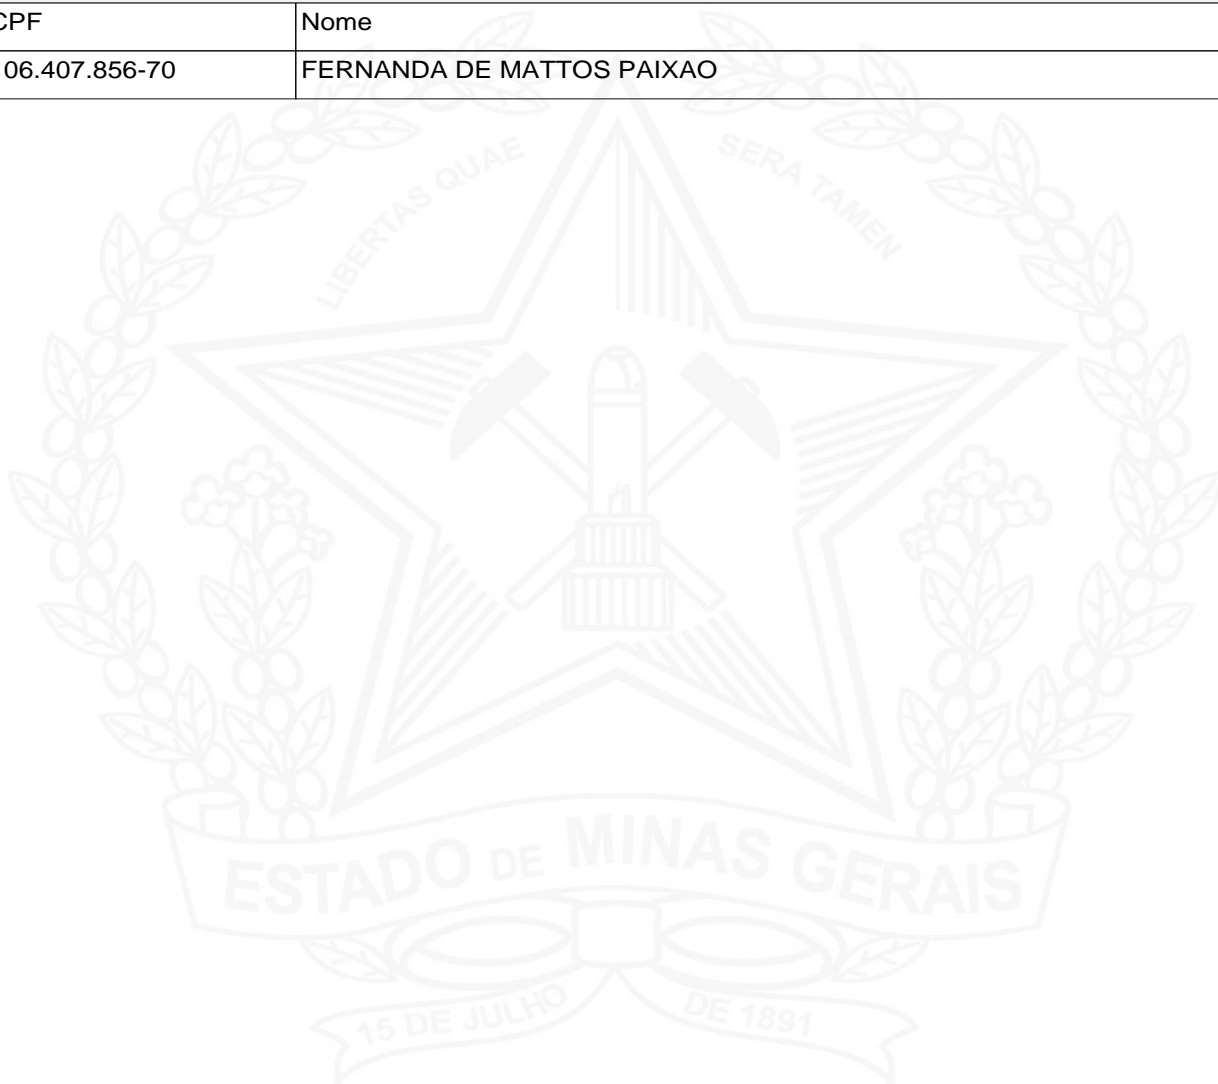 CPF Nome
06.407.856-70 FERNANDA DE MATTOS PAIXAO
LIBERTAS QUAE SERA TAMEN
ESTADO DE MINAS GERAIS
15 DE JULHO DE 1891